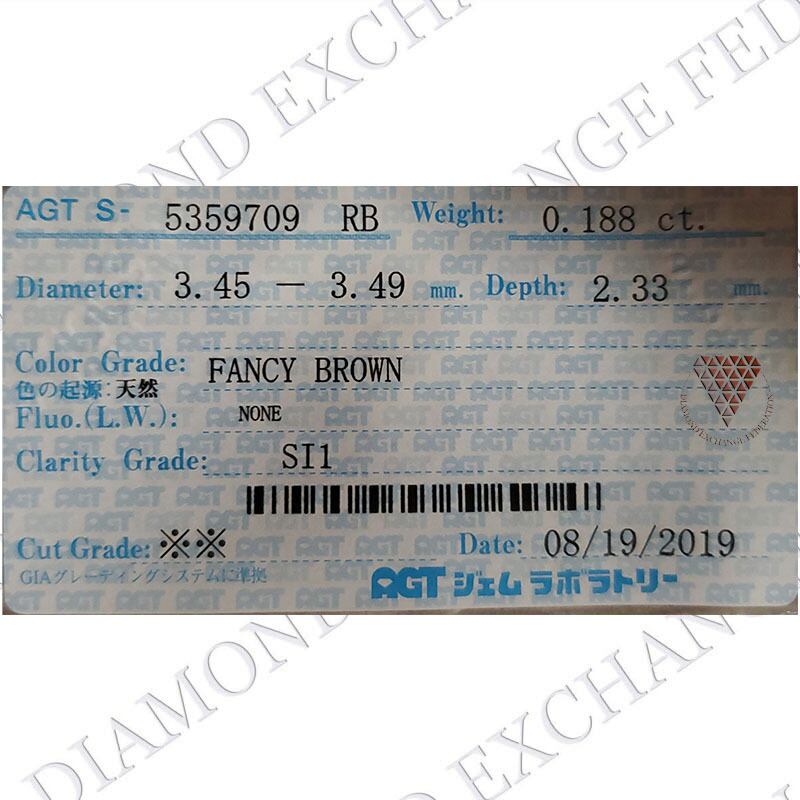 AGT S- 5359709 RB Weight: 0.188 ct.
Diameter: 3.45 — 3.49 mm. Depth: 2.33 mm.
Color Grade: FANCY BROWN
色の起源:天然
Fluo.(L.W.): NONE
Clarity Grade: SI1
Cut Grade: ※※ Date: 08/19/2019
GIAグレーディングシステムに準拠
AGT ジェムラボラトリー
DIAMOND EXCHANGE FEDERATION
DIAMOND EXCHANGE FED
DIAMOND EXCHANGE